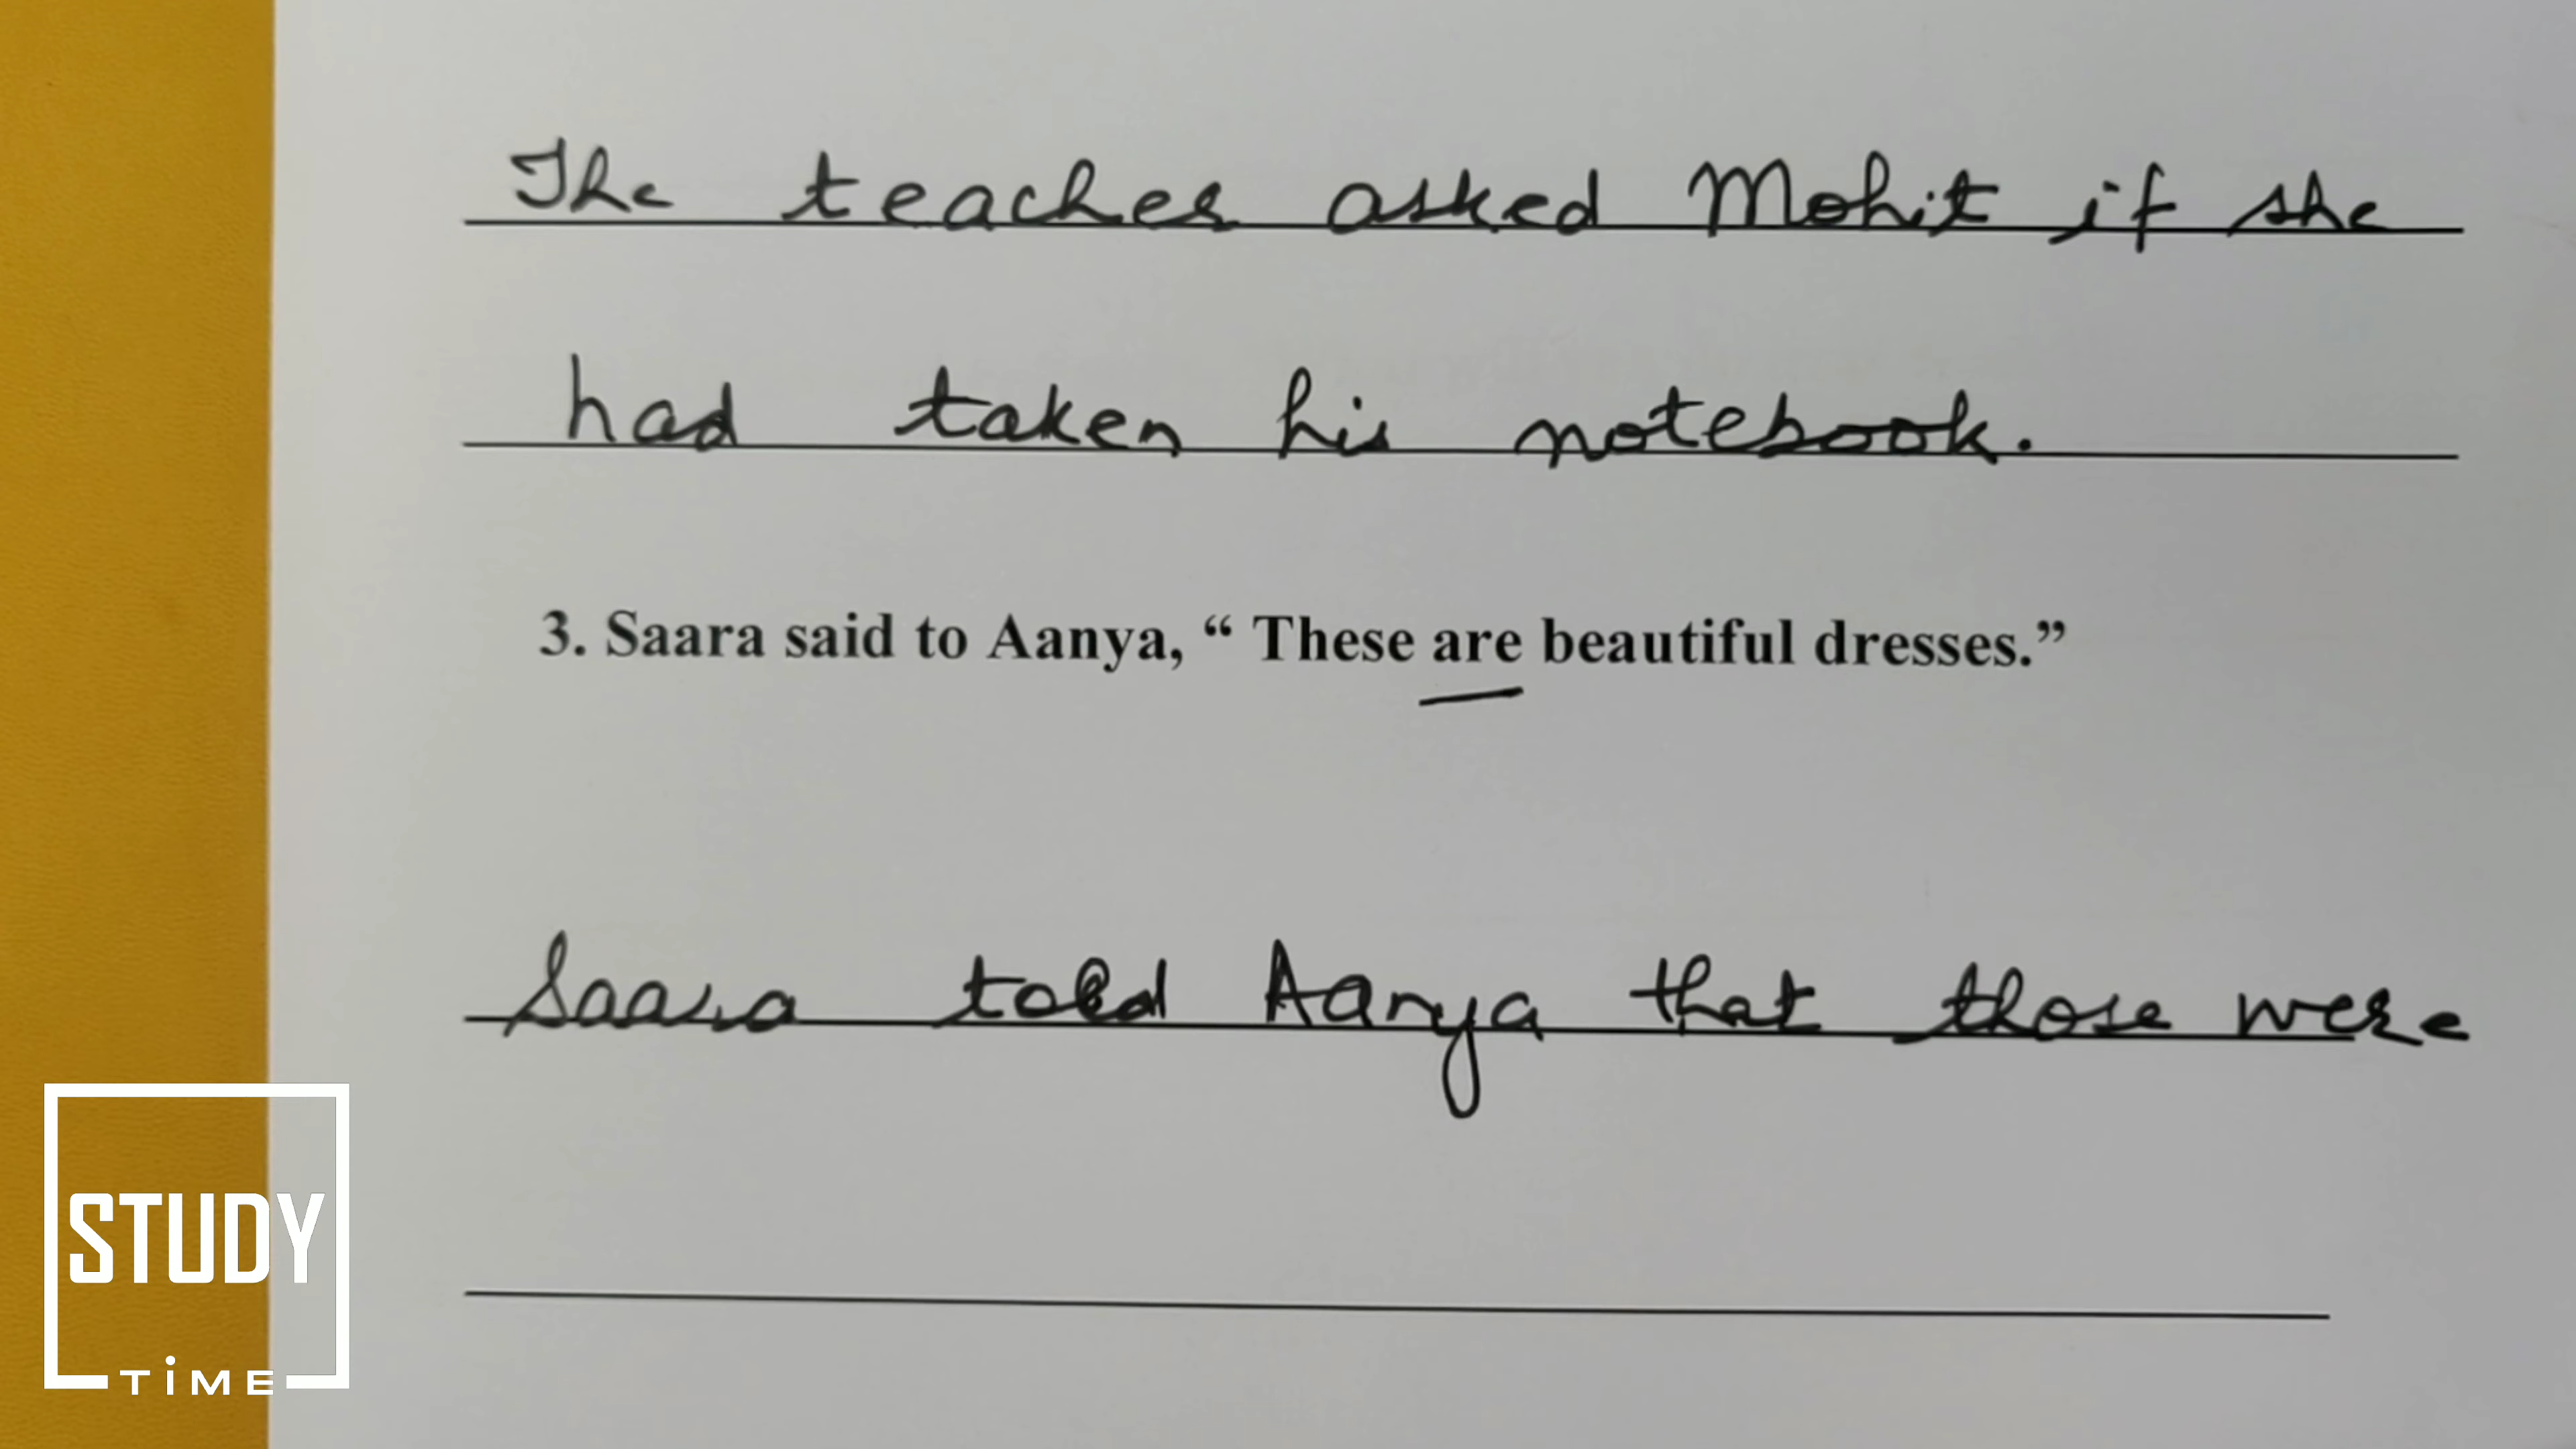 The teacher asked Mohit if she
had taken his notebook.
3. Saara said to Aanya, “ These are beautiful dresses.”
Saara told Aanya that those were
STUDY
TiME